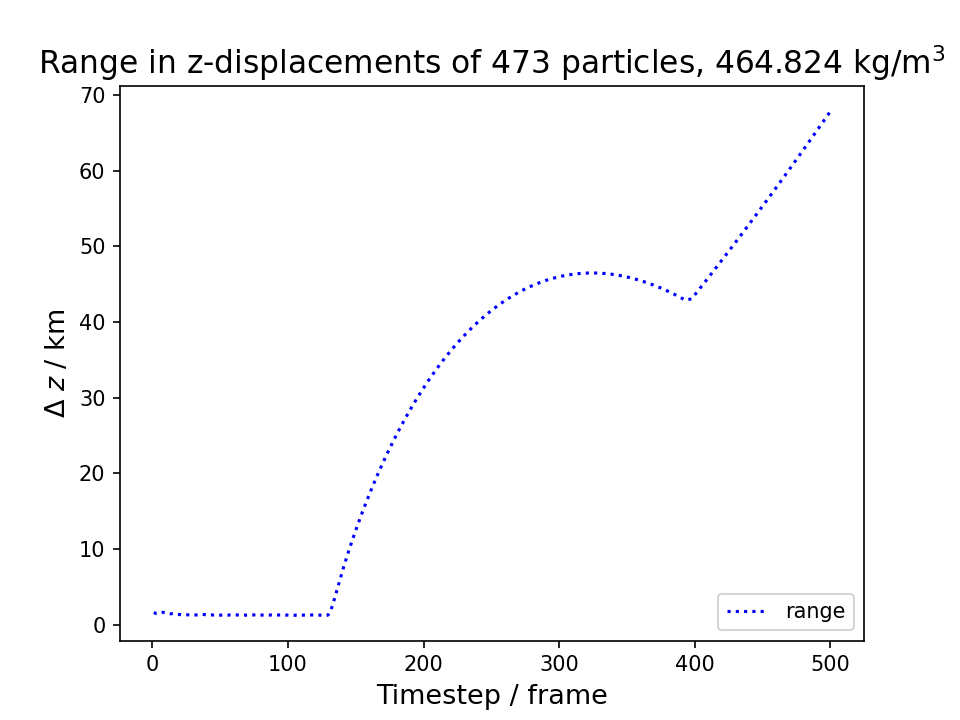 Range in z-displacements of 473 particles, 464.824 kg/m³
70
60
50
40
30
20
10
0
Δ z / km
range
0 100 200 300 400 500
Timestep / frame